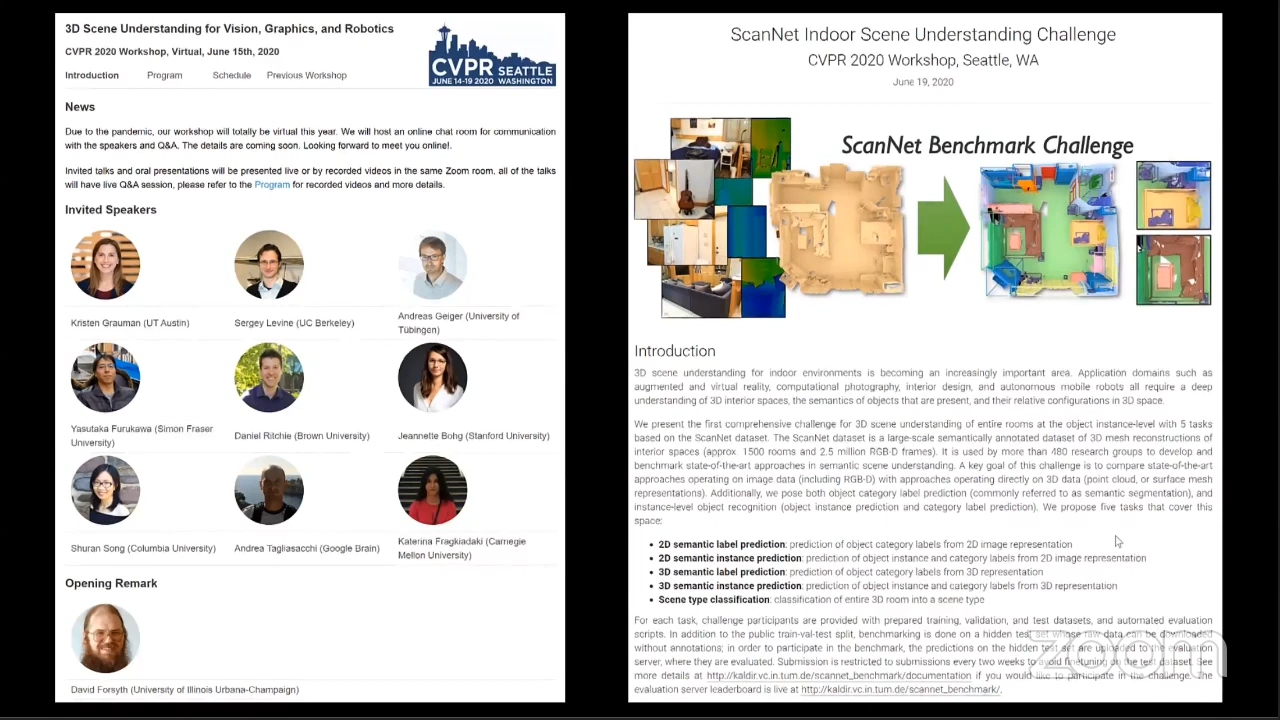 3D Scene Understanding for Vision, Graphics, and Robotics
CVPR 2020 Workshop, Virtual, June 15th, 2020
Introduction Program Schedule Previous Workshop
CVPR SEATTLE
JUNE 14-19 2020 WASHINGTON
News
Due to the pandemic, our workshop will totally be virtual this year. We will host an online chat room for communication
with the speakers and Q&A. The details are coming soon. Looking forward to meet you online!.
Invited talks and oral presentations will be presented live or by recorded videos in the same Zoom room, all of the talks
will have live Q&A session, please refer to the Program for recorded videos and more details.
Invited Speakers
Kristen Grauman (UT Austin)
Sergey Levine (UC Berkeley)
Andreas Geiger (University of
Tübingen)
Yasutaka Furukawa (Simon Fraser
University)
Daniel Ritchie (Brown University)
Jeannette Bohg (Stanford University)
Shuran Song (Columbia University)
Andrea Tagliasacchi (Google Brain)
Katerina Fragkiadaki (Carnegie
Mellon University)
Opening Remark
David Forsyth (University of Illinois Urbana-Champaign)
ScanNet Indoor Scene Understanding Challenge
CVPR 2020 Workshop, Seattle, WA
June 19, 2020
ScanNet Benchmark Challenge
Introduction
3D scene understanding for indoor environments is becoming an increasingly important area. Application domains such as
augmented and virtual reality, computational photography, interior design, and autonomous mobile robots all require a deep
understanding of 3D interior spaces, the semantics of objects that are present, and their relative configurations in 3D space.
We present the first comprehensive challenge for 3D scene understanding of entire rooms at the object instance-level with 5 tasks
based on the ScanNet dataset. The ScanNet dataset is a large-scale semantically annotated dataset of 3D mesh reconstructions of
interior spaces (approx. 1500 rooms and 2.5 million RGB-D frames). It is used by more than 480 research groups to develop and
benchmark state-of-the-art approaches in semantic scene understanding. A key goal of this challenge is to compare state-of-the-art
approaches operating on image data (including RGB-D) with approaches operating directly on 3D data (point cloud, or surface mesh
representations). Additionally, we pose both object category label prediction (commonly referred to as semantic segmentation), and
instance-level object recognition (object instance prediction and category label prediction). We propose five tasks that cover this
space:
• 2D semantic label prediction: prediction of object category labels from 2D image representation
• 2D semantic instance prediction: prediction of object instance and category labels from 2D image representation
• 3D semantic label prediction: prediction of object category labels from 3D representation
• 3D semantic instance prediction: prediction of object instance and category labels from 3D representation
• Scene type classification: classification of entire 3D room into a scene type
For each task, challenge participants are provided with prepared training, validation, and test datasets, and automated evaluation
scripts. In addition to the public train-val-test split, benchmarking is done on a hidden test set whose raw data can be downloaded
without annotations; in order to participate in the benchmark, the predictions on the hidden test set are uploaded to the evaluation
server, where they are evaluated. Submission is restricted to submissions every two weeks to avoid finetuning on the test dataset. See
more details at http://kaldir.vc.in.tum.de/scannet_benchmark/documentation if you would like to participate in the challenge. The
evaluation server leaderboard is live at http://kaldir.vc.in.tum.de/scannet_benchmark/.
zoom